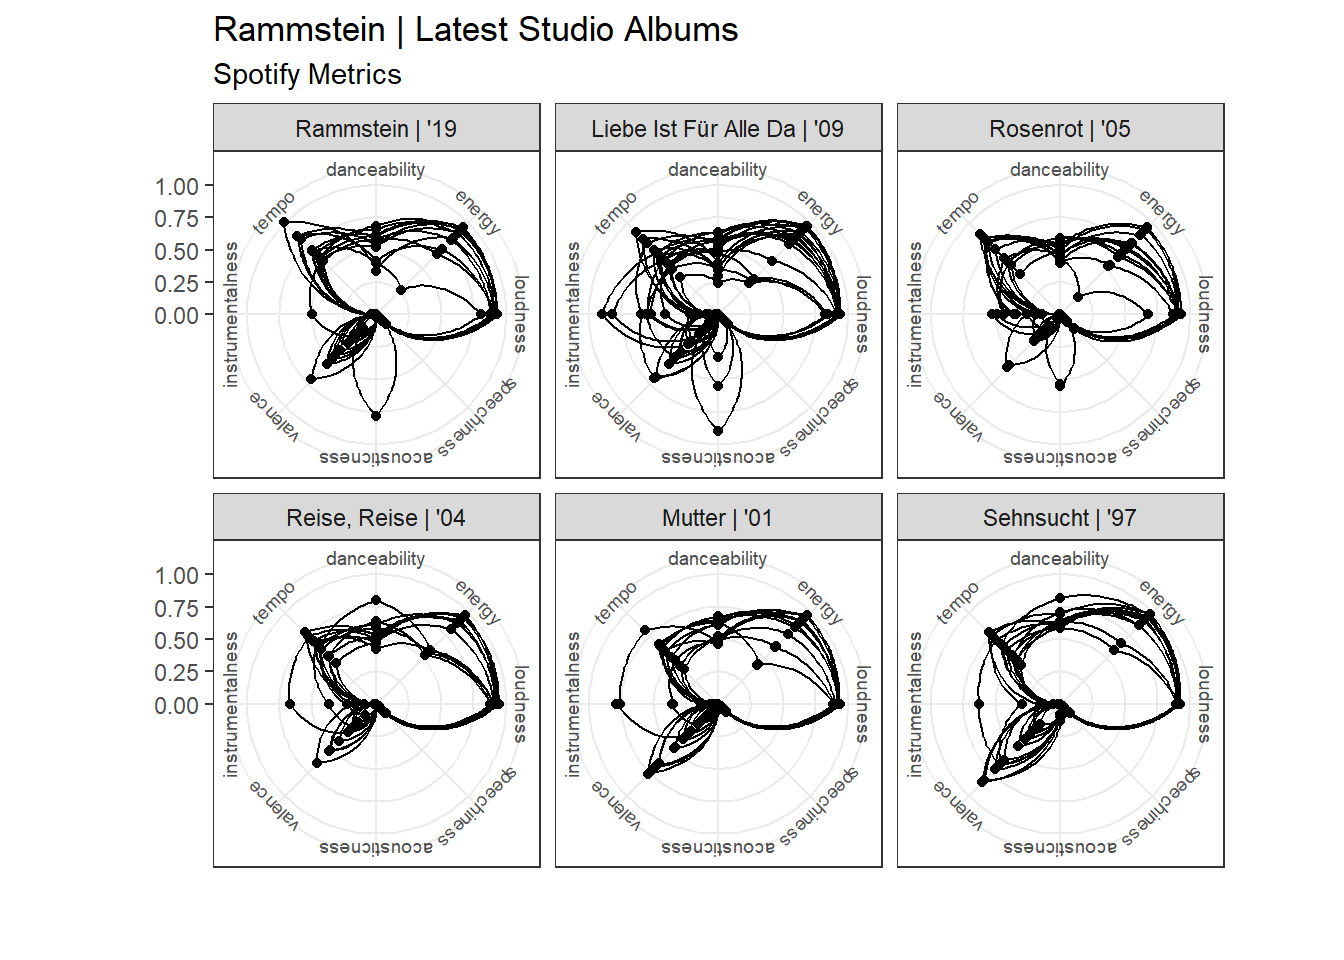 Rammstein | Latest Studio Albums
Spotify Metrics
Rammstein | '19
Liebe Ist Für Alle Da | '09
Rosenrot | '05
1.00
0.75
0.50
0.25
0.00
danceability
energy
loudness
speechiness
acousticness
valence
instrumentalness
tempo
danceability
energy
loudness
speechiness
acousticness
valence
instrumentalness
tempo
danceability
energy
loudness
speechiness
acousticness
valence
instrumentalness
tempo
Reise, Reise | '04
Mutter | '01
Sehnsucht | '97
1.00
0.75
0.50
0.25
0.00
danceability
energy
loudness
speechiness
acousticness
valence
instrumentalness
tempo
danceability
energy
loudness
speechiness
acousticness
valence
instrumentalness
tempo
danceability
energy
loudness
speechiness
acousticness
valence
instrumentalness
tempo